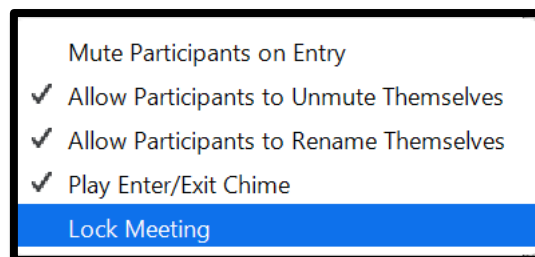 Mute Participants on Entry
Allow Participants to Unmute Themselves
Allow Participants to Rename Themselves
Play Enter/Exit Chime
Lock Meeting